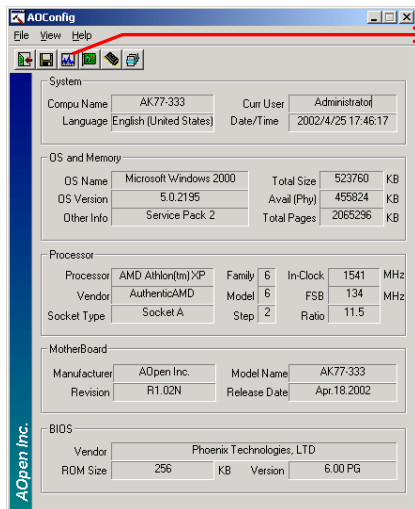 AOConfig
File View Help
System
Compu Name AK77-333 Curr User Administrator
Language English (United States) Date/Time 2002/4/25 17:46:17
OS and Memory
OS Name Microsoft Windows 2000 Total Size 523760 KB
OS Version 5.0.2195 Avail (Phy) 455824 KB
Other Info Service Pack 2 Total Pages 2065296 KB
Processor
Processor AMD Athlon(tm) XP Family 6 In-Clock 1541 MHz
Vendor AuthenticAMD Model 6 FSB 134 MHz
Socket Type Socket A Step 2 Ratio 11.5
MotherBoard
Manufacturer AOpen Inc. Model Name AK77-333
Revision R1.02N Release Date Apr.18.2002
BIOS
Vendor Phoenix Technologies, LTD
ROM Size 256 KB Version 6.00 PG
AOpen Inc.